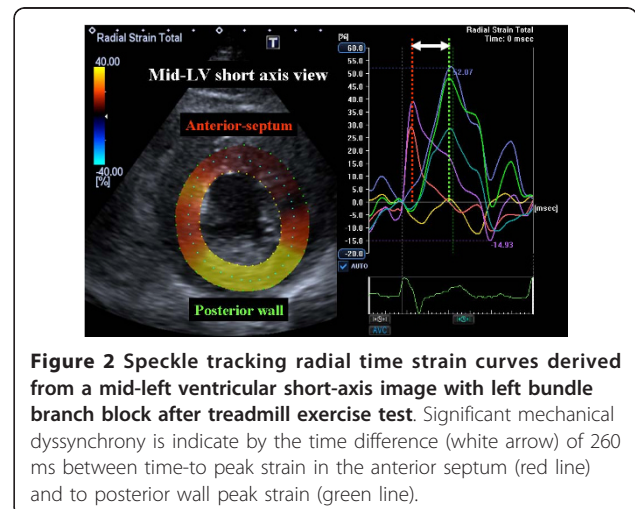 Radial Strain Total
40.00
-40.00
[%]
T
Mid-LV short axis view
Anterior-septum
Posterior wall
[%]
Radial Strain Total
Time: 0 msec
60.0
55.0
50.0
45.0
40.0
35.0
30.0
25.0
20.0
15.0
10.0
5.0
0.0
-5.0
-10.0
-15.0
-20.0
52.07
-14.93
[msec]
AUTO
AVC
Figure 2 Speckle tracking radial time strain curves derived
from a mid-left ventricular short-axis image with left bundle
branch block after treadmill exercise test. Significant mechanical
dyssynchrony is indicate by the time difference (white arrow) of 260
ms between time-to peak strain in the anterior septum (red line)
and to posterior wall peak strain (green line).